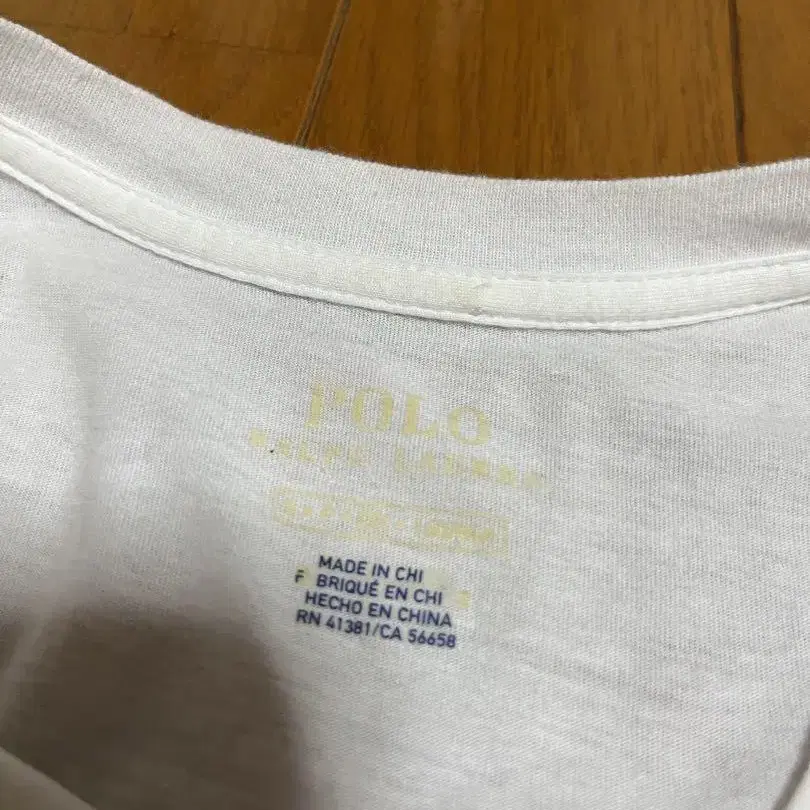 POLO
RALPH LAUREN
MADE IN CHI
F BRIQUÉ EN CHI
HECHO EN CHINA
RN 41381/CA 56658